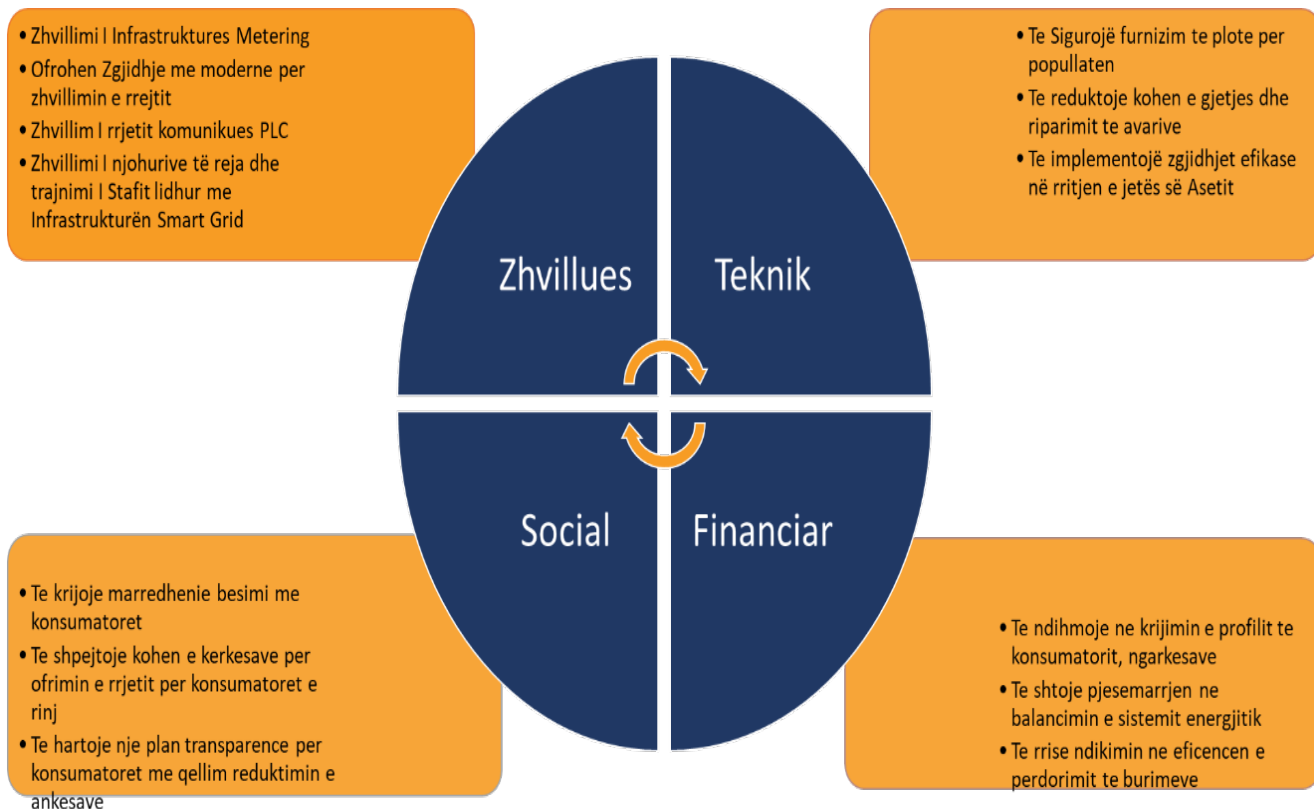 • Zhvillimi I Infrastruktures Metering
• Ofrohen Zgjidhje me moderne per
zhvillimin e rrejtit
• Zhvillim I rrjetit komunikues PLC
• Zhvillimi I njohurive të reja dhe
trajnimi I Stafit lidhur me
Infrastrukturën Smart Grid
• Te Sigurojë furnizim te plote per
popullaten
• Te reduktoje kohen e gjetjes dhe
riparimit te avarive
• Te implementojë zgjidhjet efikase
në rritjen e jetës së Asetit
Zhvillues
Teknik
Social
Financiar
• Te krijoje marredhenie besimi me
konsumatoret
• Te shpejtoje kohen e kerkesave per
ofrimin e rrjetit per konsumatoret e
rinj
• Te hartoje nje plan transparence per
konsumatoret me qellim reduktimin e
ankesave
• Te ndihmoje ne krijimin e profilit te
konsumatorit, ngarkesave
• Te shtoje pjesemarrjen ne
balancimin e sistemit energjitik
• Te rrise ndikimin ne eficencen e
perdorimit te burimeve